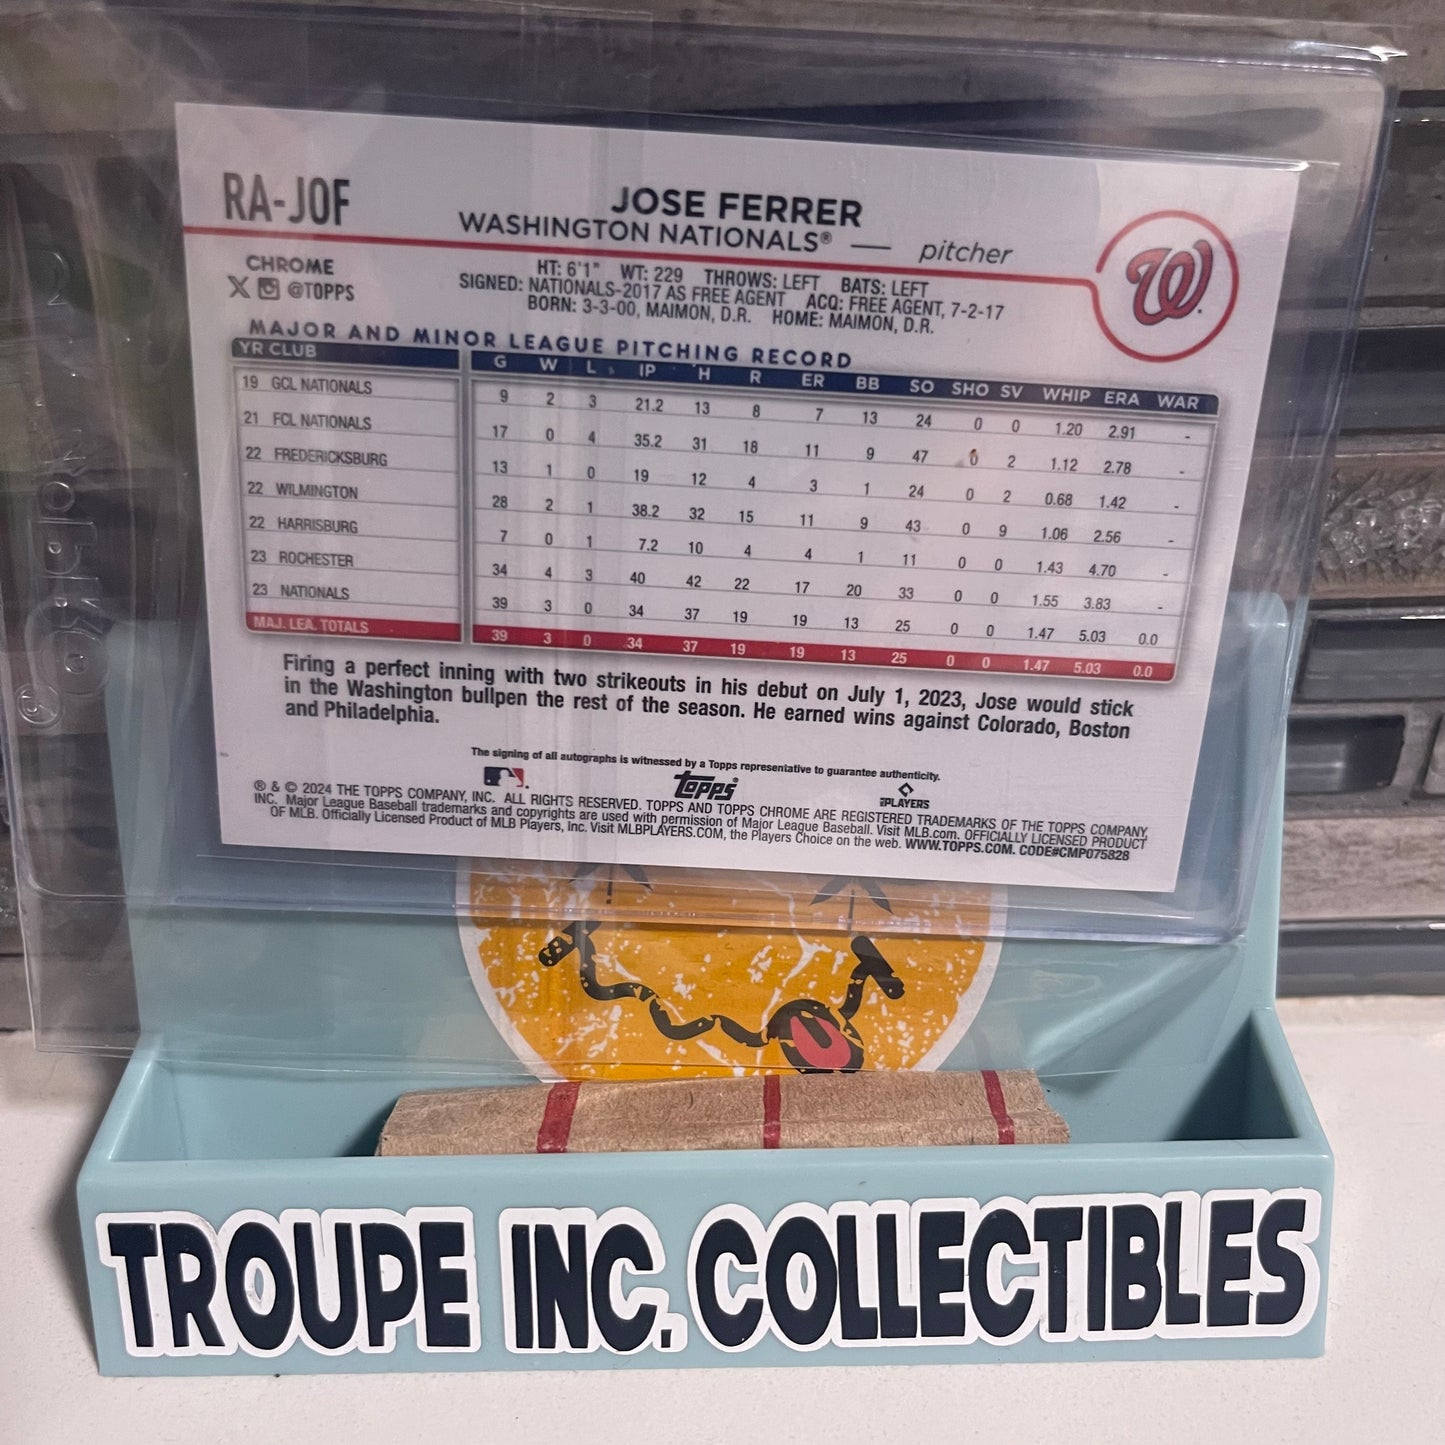 RA-JOF
JOSE FERRER
WASHINGTON NATIONALS® — pitcher
CHROME
X @TOPPS
HT: 6'1" WT: 229 THROWS: LEFT BATS: LEFT
SIGNED: NATIONALS-2017 AS FREE AGENT ACQ: FREE AGENT, 7-2-17
BORN: 3-3-00, MAIMON, D.R. HOME: MAIMON, D.R.
W
MAJOR AND MINOR LEAGUE PITCHING RECORD
YR CLUB G W L IP H R ER BB SO SHO SV WHIP ERA WAR
19 GCL NATIONALS 9 2 3 21.2 13 8 7 13 24 0 0 1.20 2.91 -
21 FCL NATIONALS 17 0 4 35.2 31 18 11 9 47 0 2 1.12 2.78 -
22 FREDERICKSBURG 13 1 0 19 12 4 3 1 24 0 2 0.68 1.42 -
22 WILMINGTON 28 2 1 38.2 32 15 11 9 43 0 9 1.06 2.56 -
22 HARRISBURG 7 0 1 7.2 10 4 4 1 11 0 0 1.43 4.70 -
23 ROCHESTER 34 4 3 40 42 22 17 20 33 0 0 1.55 3.83 -
23 NATIONALS 39 3 0 34 37 19 19 13 25 0 0 1.47 5.03 0.0
MAJ. LEA. TOTALS 39 3 0 34 37 19 19 13 25 0 0 1.47 5.03 0.0
Firing a perfect inning with two strikeouts in his debut on July 1, 2023, Jose would stick
in the Washington bullpen the rest of the season. He earned wins against Colorado, Boston
and Philadelphia.
The signing of all autographs is witnessed by a Topps representative to guarantee authenticity.
topps®
PLAYERS
® & © 2024 THE TOPPS COMPANY, INC. ALL RIGHTS RESERVED. TOPPS AND TOPPS CHROME ARE REGISTERED TRADEMARKS OF THE TOPPS COMPANY,
INC. Major League Baseball trademarks and copyrights are used with permission of Major League Baseball. Visit MLB.com. OFFICIALLY LICENSED PRODUCT
OF MLB. Officially Licensed Product of MLB Players, Inc. Visit MLBPLAYERS.COM, the Players Choice on the web. WWW.TOPPS.COM. CODE#CMP075828
TROUPE INC. COLLECTIBLES